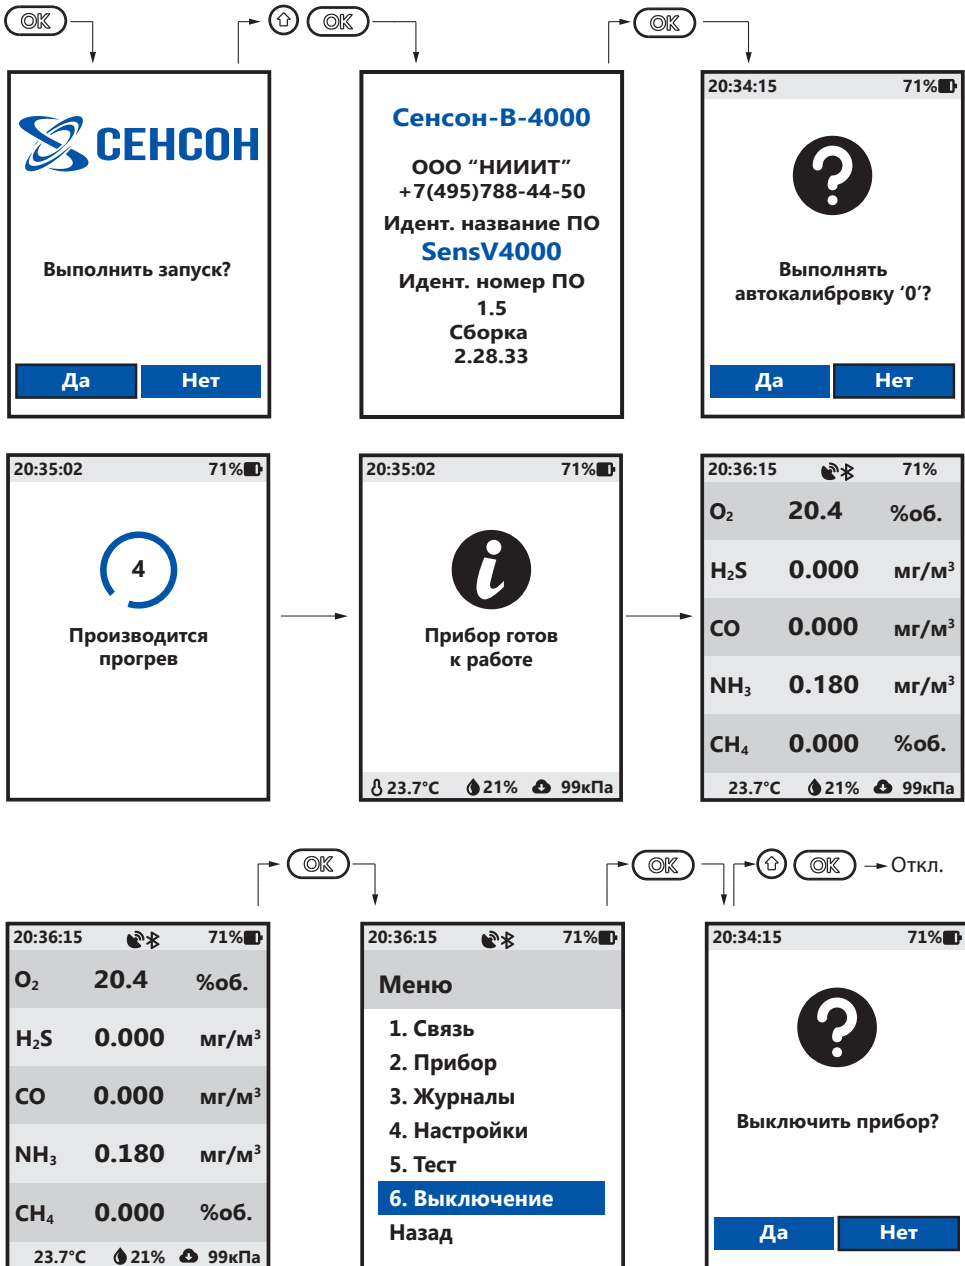 OK
OK
OK
СЕНСОН
Выполнить запуск?
Да Нет
Сенсон-В-4000
ООО “НИИИТ”
+7(495)788-44-50
Идент. название ПО
SensV4000
Идент. номер ПО
1.5
Сборка
2.28.33
20:34:15 71%
?
Выполнять
автокалибровку ‘0’?
Да Нет
20:35:02 71%
4
Производится
прогрев
20:35:02 71%
i
Прибор готов
к работе
23.7°C 21% 99кПа
20:36:15 71%
O₂ 20.4 %об.
H₂S 0.000 мг/м³
CO 0.000 мг/м³
NH₃ 0.180 мг/м³
CH₄ 0.000 %об.
23.7°C 21% 99кПа
OK
OK
OK Откл.
20:36:15 71%
O₂ 20.4 %об.
H₂S 0.000 мг/м³
CO 0.000 мг/м³
NH₃ 0.180 мг/м³
CH₄ 0.000 %об.
23.7°C 21% 99кПа
20:36:15 71%
Меню
1. Связь
2. Прибор
3. Журналы
4. Настройки
5. Тест
6. Выключение
Назад
20:34:15 71%
?
Выключить прибор?
Да Нет